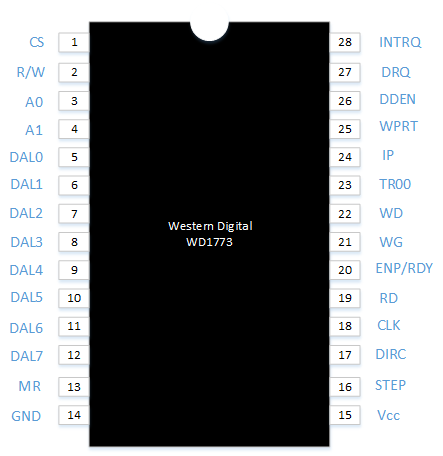 CS 1 28 INTRQ
R/W 2 27 DRQ
A0 3 26 DDEN
A1 4 25 WPRT
DAL0 5 24 IP
DAL1 6 23 TR00
DAL2 7 22 WD
Western Digital
WD1773
DAL3 8 21 WG
DAL4 9 20 ENP/RDY
DAL5 10 19 RD
DAL6 11 18 CLK
DAL7 12 17 DIRC
MR 13 16 STEP
GND 14 15 Vcc